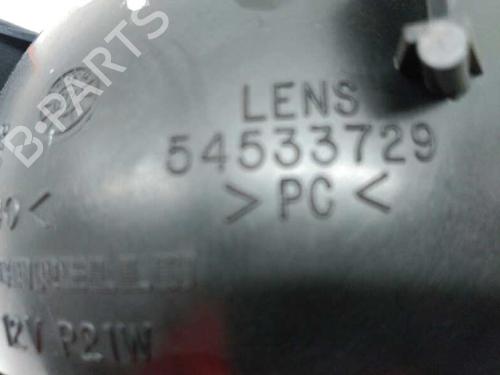 B-PARTS
LENS
54533729
> PC <
<
12V P21W